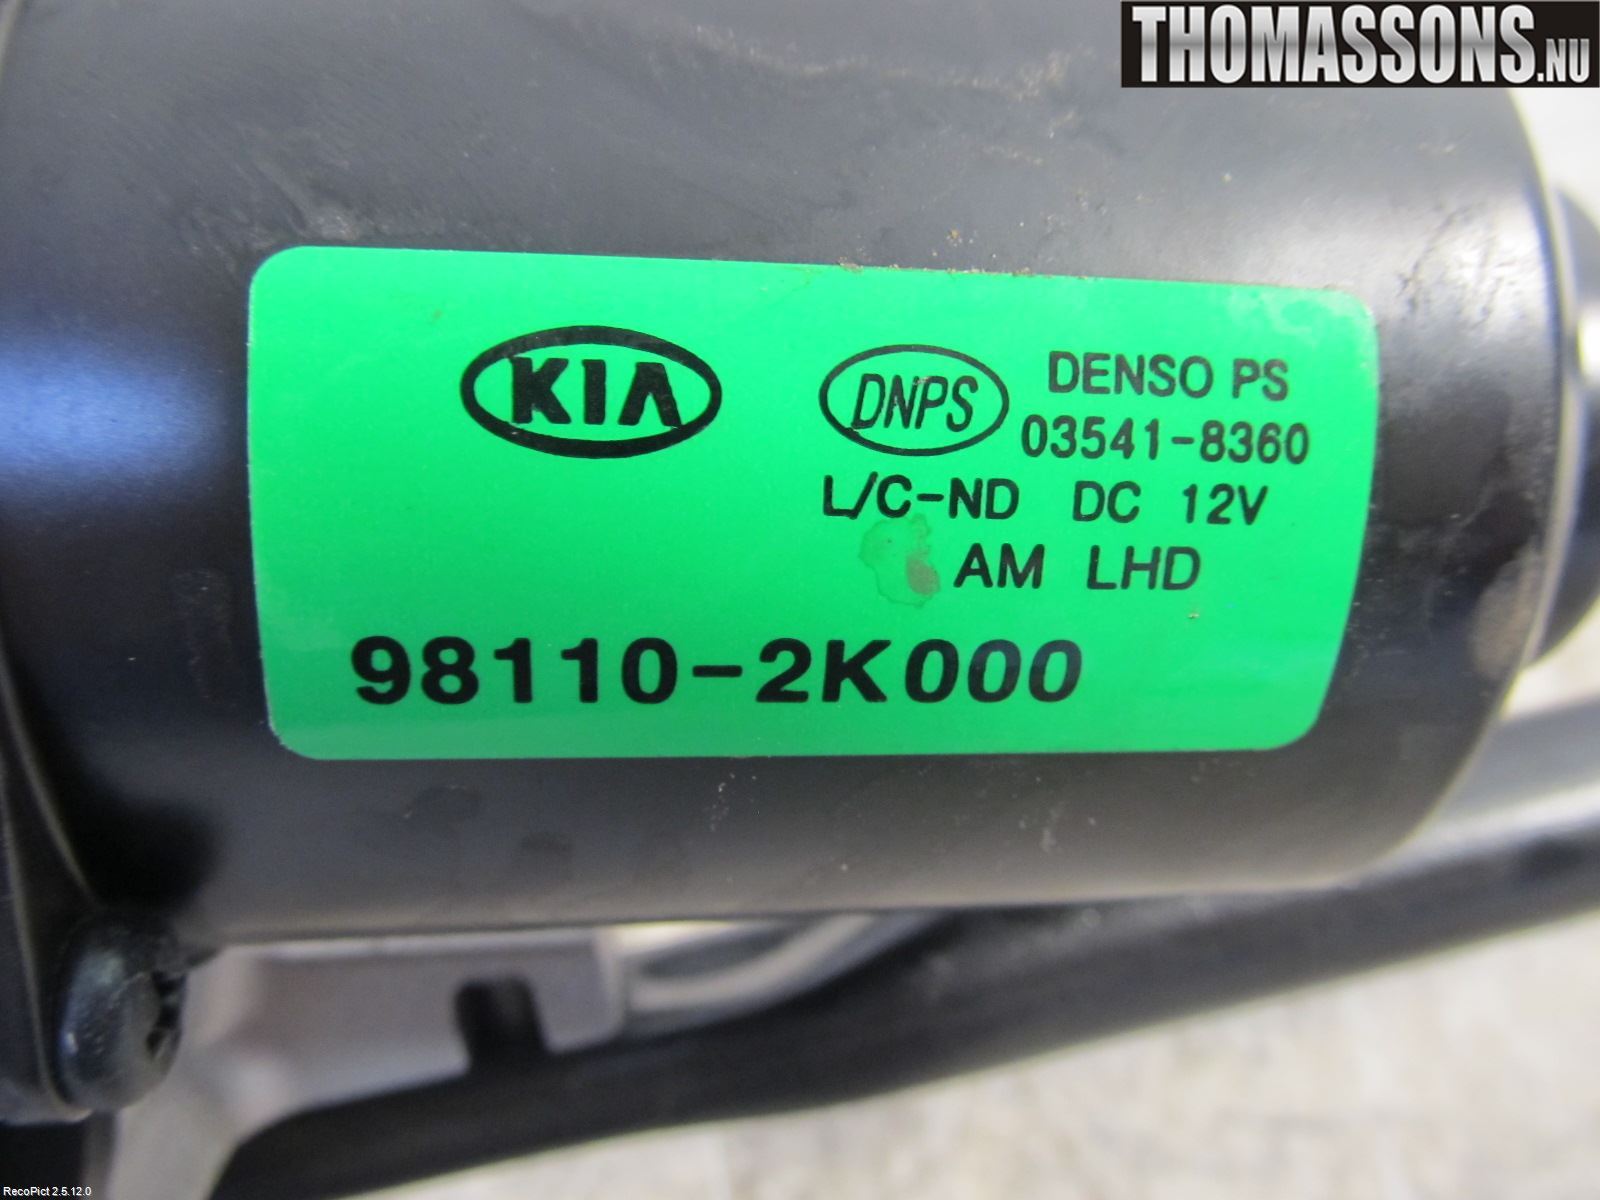 THOMASSONS.NU
KIA
DNPS
DENSO PS
03541-8360
L/C-ND DC 12V
AM LHD
98110-2K000
RecoPict 2.5.12.0